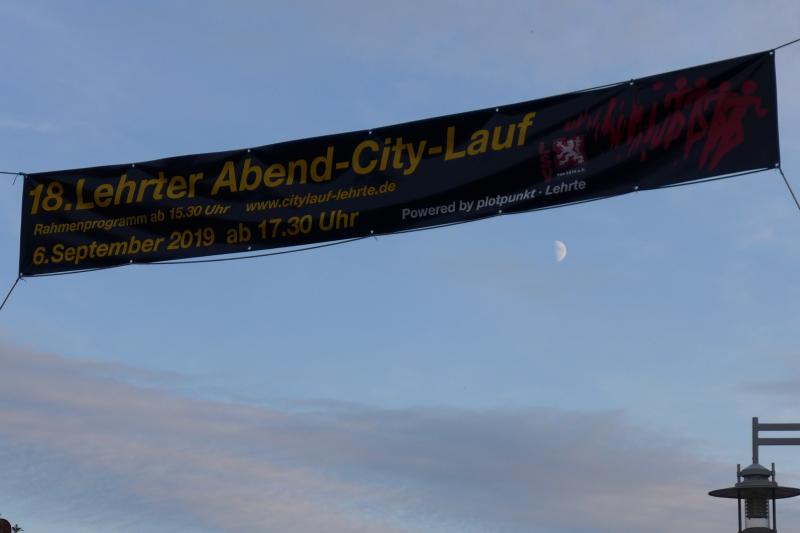 18.Lehrter Abend-City-Lauf
Rahmenprogramm ab 15.30 Uhr www.citylauf-lehrte.de
6.September 2019 ab 17.30 Uhr
Powered by plotpunkt · Lehrte